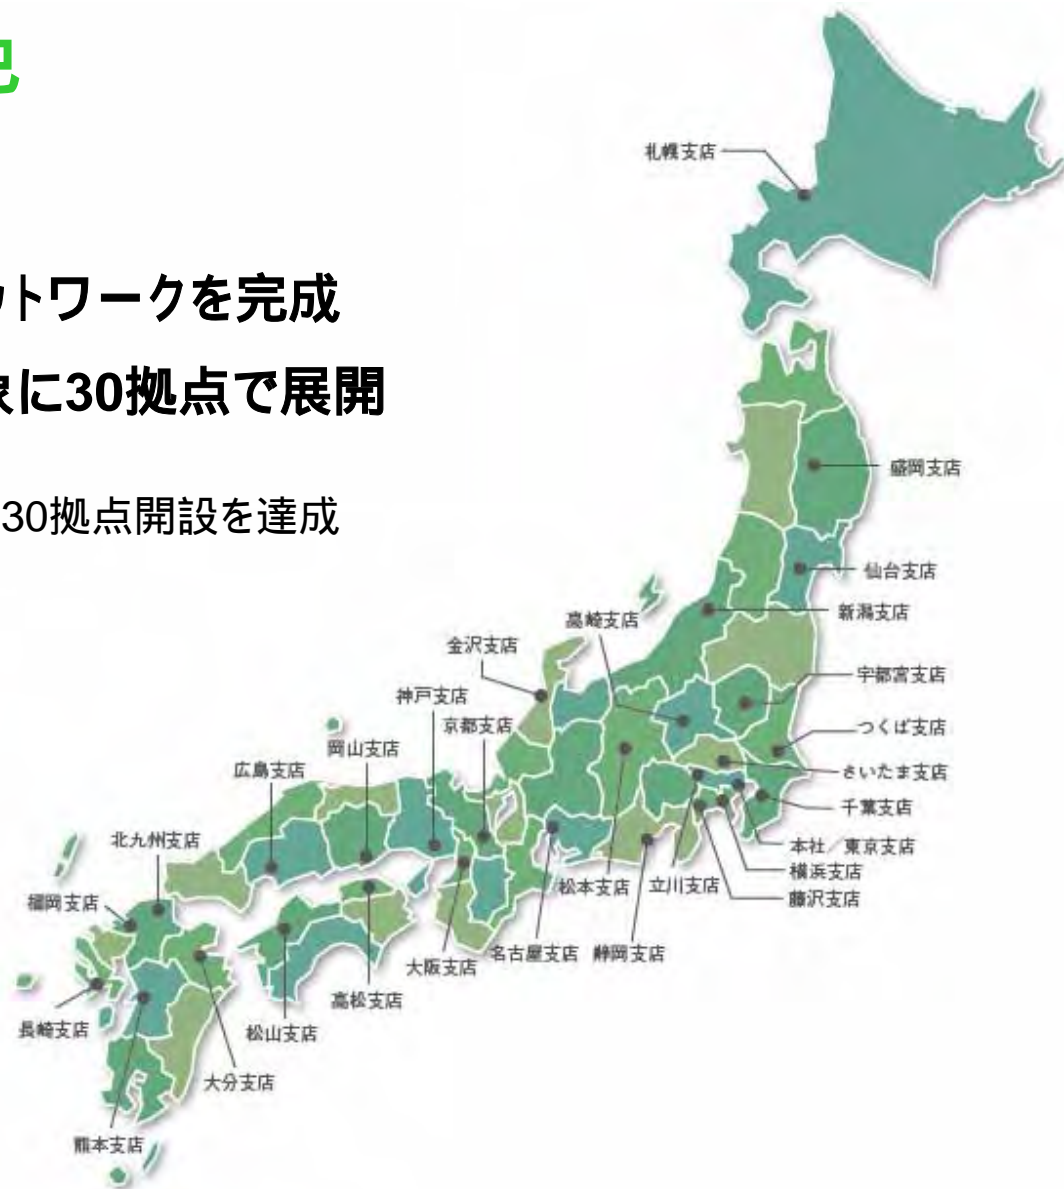 ットワークを完成
に30拠点で展開
30拠点開設を達成
札幌支店
盛岡支店
仙台支店
新潟支店
高崎支店
金沢支店
宇都宮支店
神戸支店
京都支店
つくば支店
岡山支店
広島支店
さいたま支店
千葉支店
北九州支店
本社／東京支店
横浜支店
松本支店
立川支店
藤沢支店
福岡支店
名古屋支店
静岡支店
大阪支店
高松支店
長崎支店
松山支店
大分支店
熊本支店